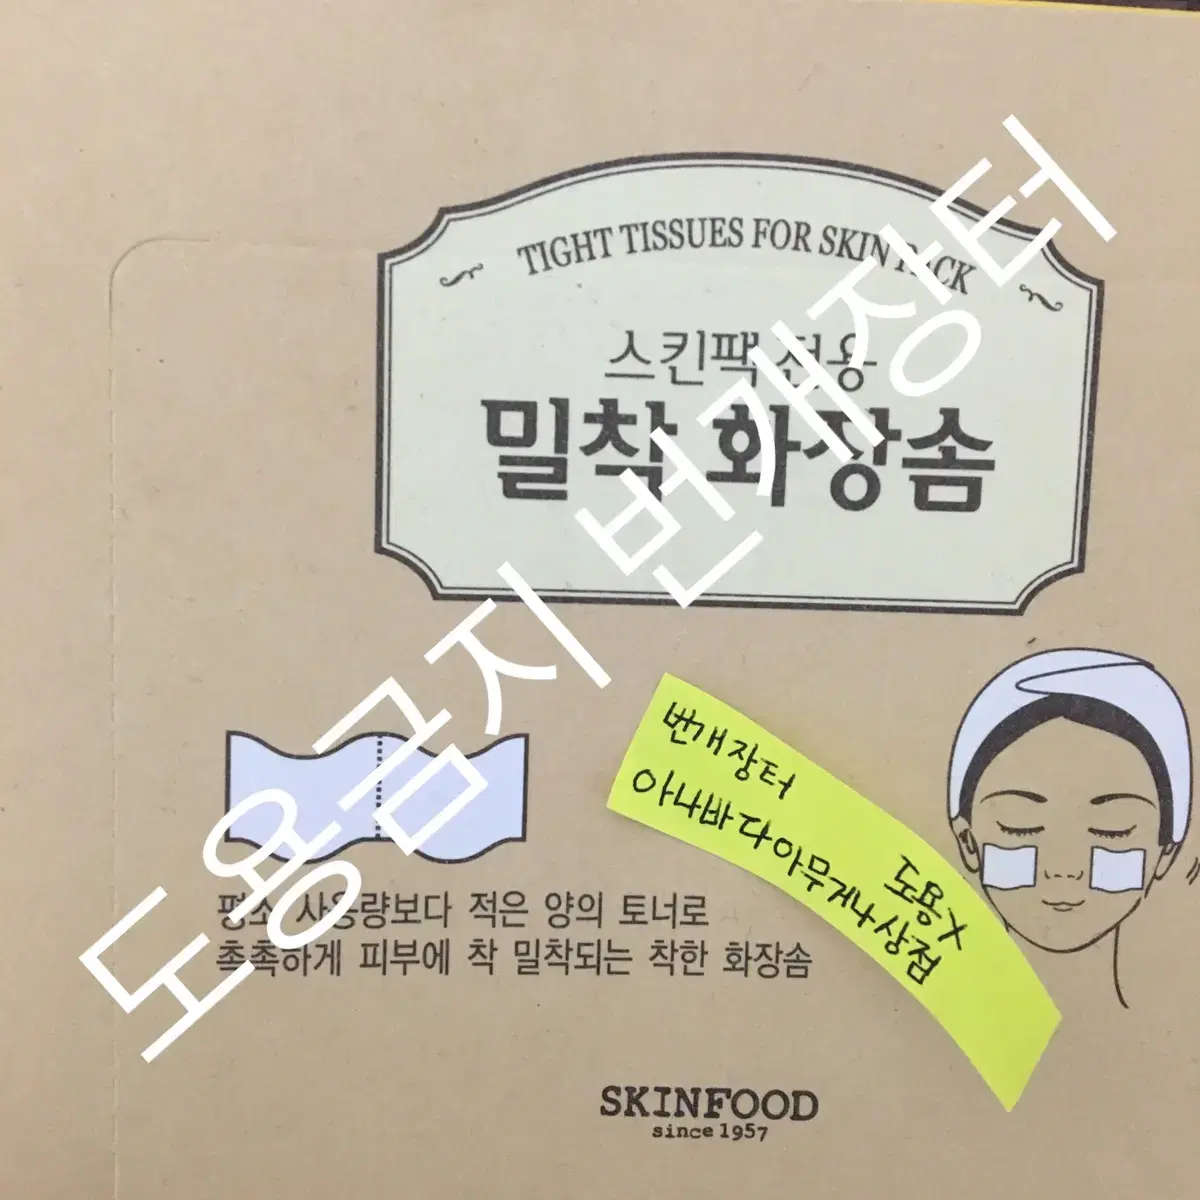 TIGHT TISSUES FOR SKIN PACK
스킨팩 전용
밀착 화장솜
도용금지 번개장터
번개장터
아나바다아무거나상점
도용X
평소 사용량보다 적은 양의 토너로
촉촉하게 피부에 착 밀착되는 착한 화장솜
SKINFOOD
since 1957